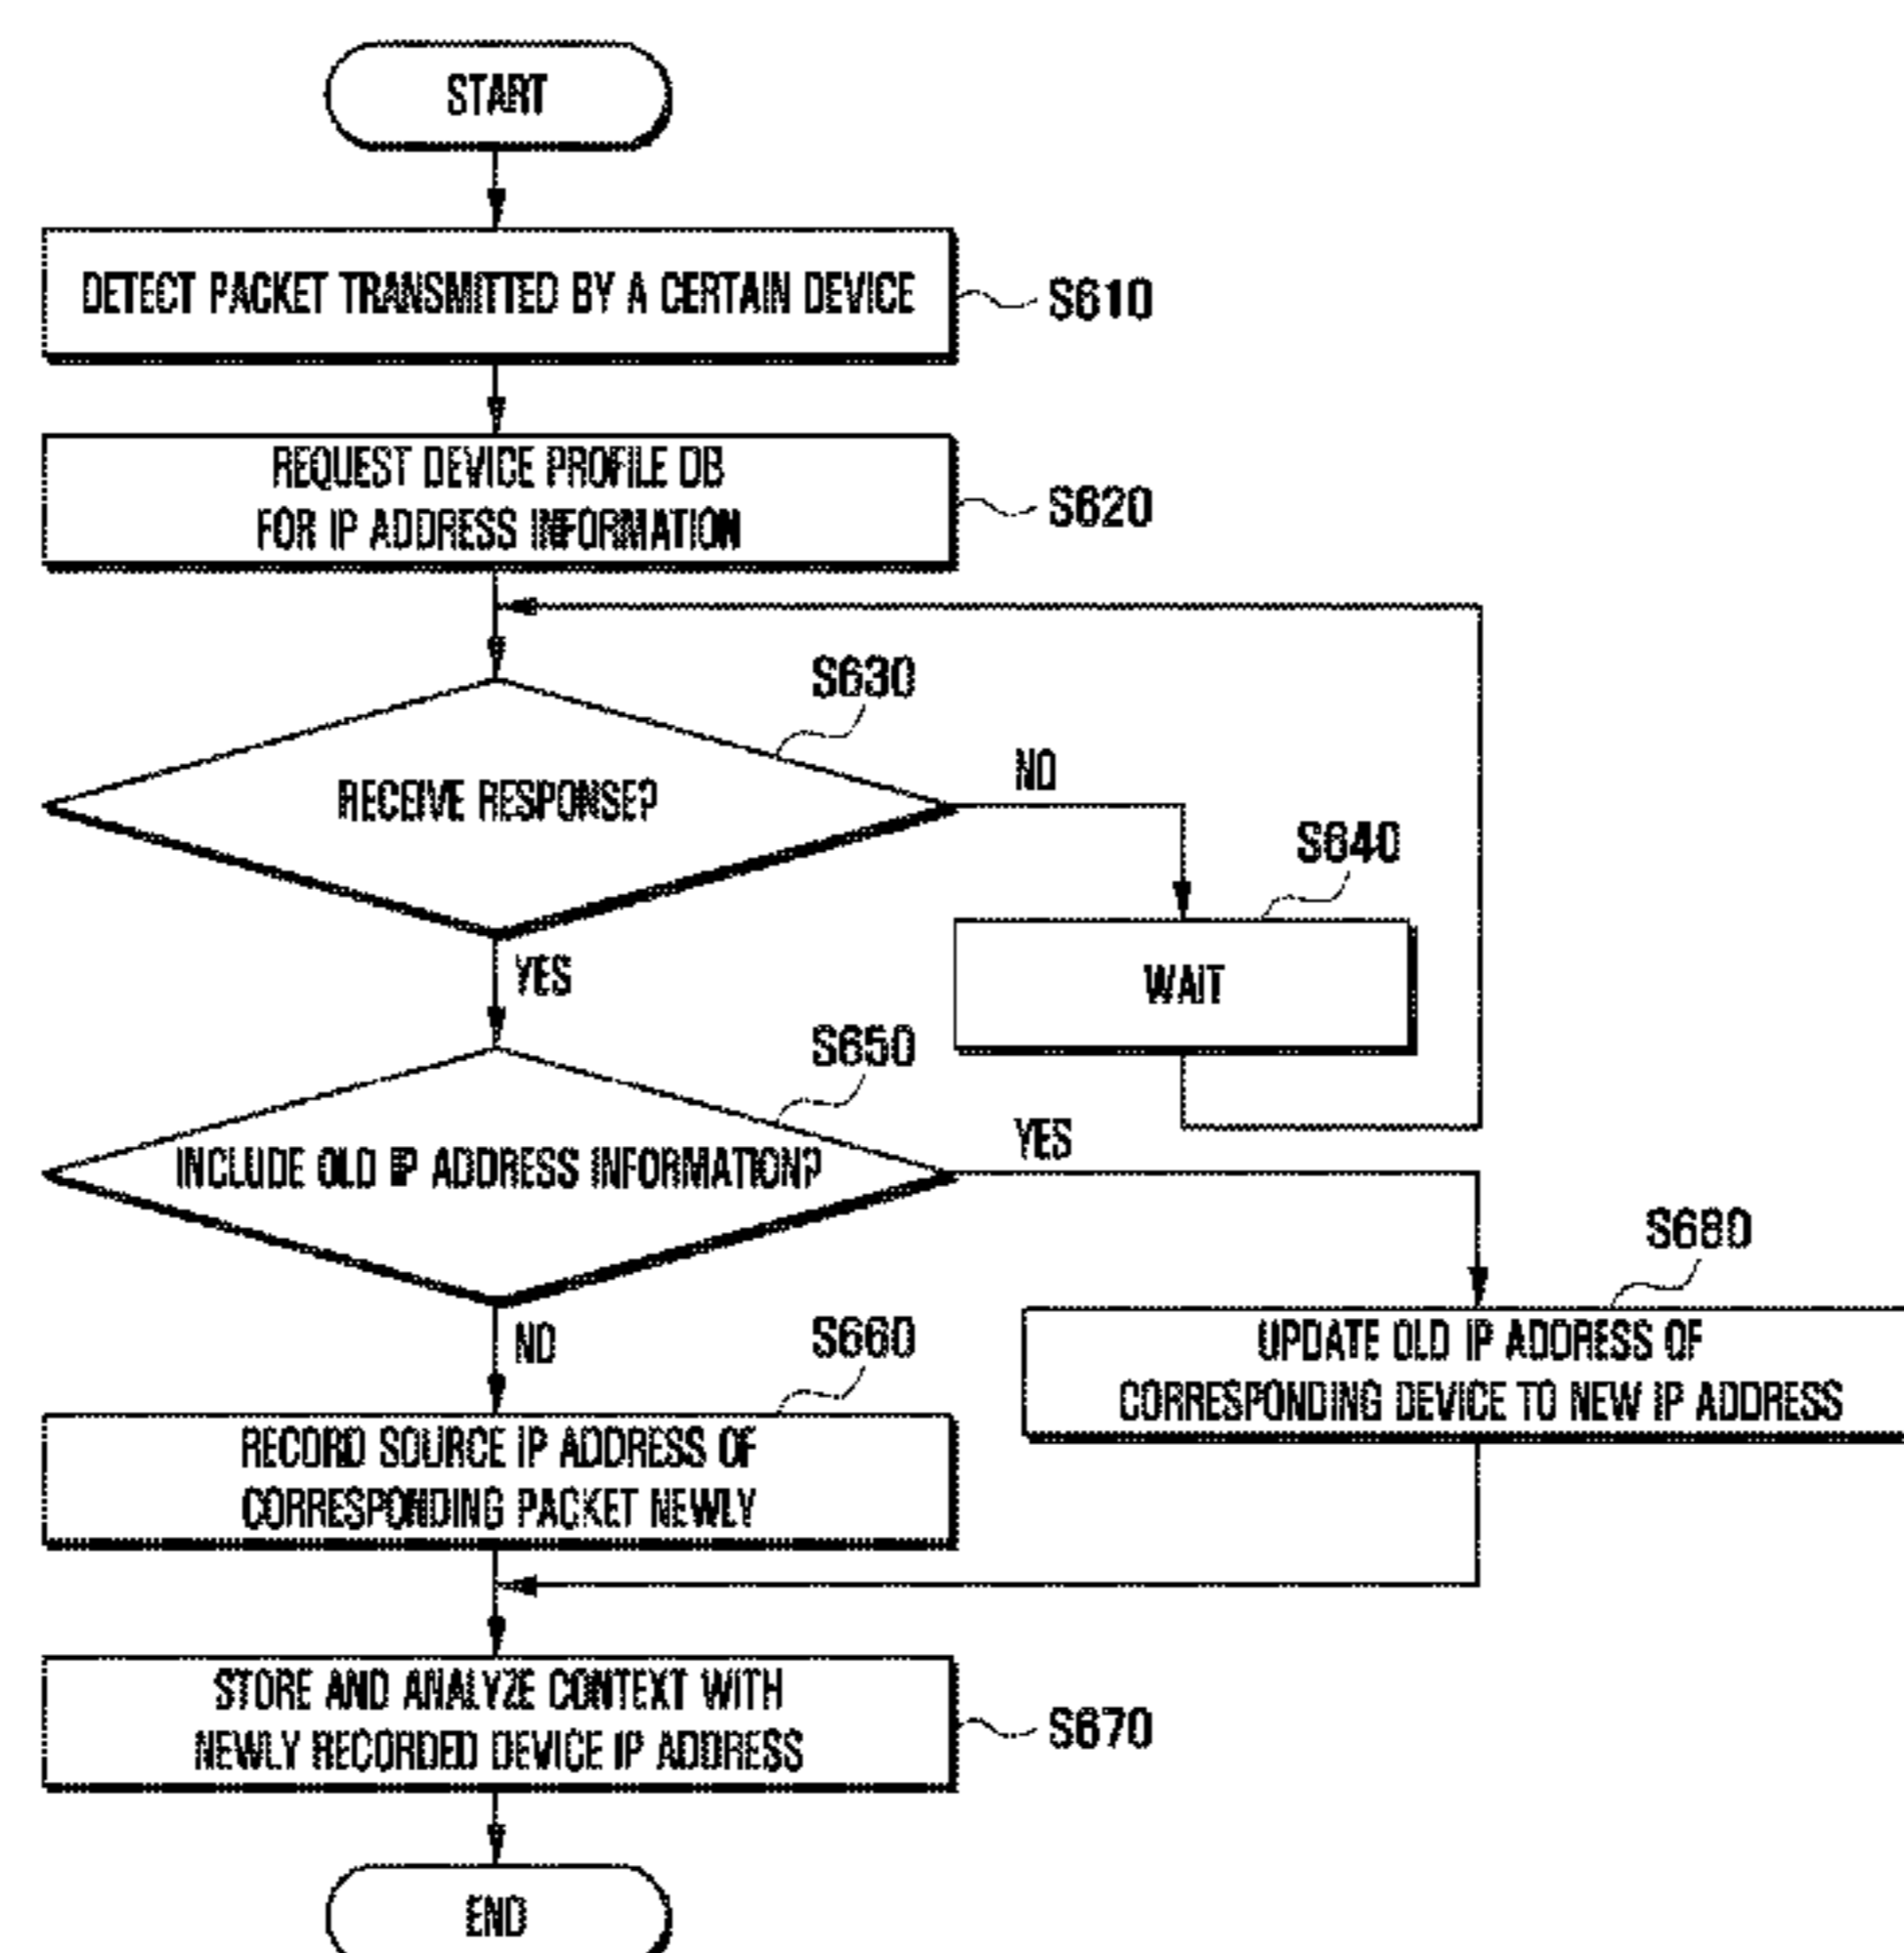 START
DETECT PACKET TRANSMITTED BY A CERTAIN DEVICE
S610
REQUEST DEVICE PROFILE DB
FOR IP ADDRESS INFORMATION
S620
S630
RECEIVE RESPONSE?
NO
S640
WAIT
YES
S650
INCLUDE OLD IP ADDRESS INFORMATION?
YES
S680
UPDATE OLD IP ADDRESS OF
CORRESPONDING DEVICE TO NEW IP ADDRESS
NO
S660
RECORD SOURCE IP ADDRESS OF
CORRESPONDING PACKET NEWLY
STORE AND ANALYZE CONTEXT WITH
NEWLY RECORDED DEVICE IP ADDRESS
S670
END